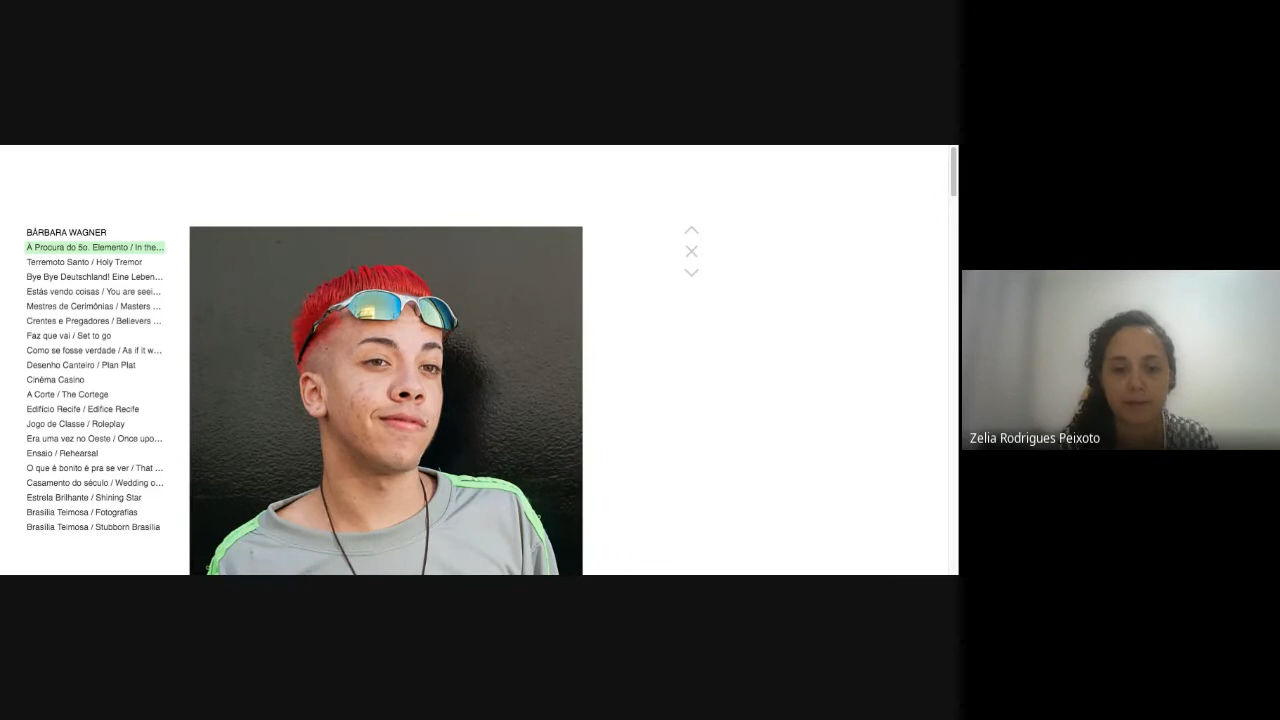 BÁRBARA WAGNER
À Procura do 5o. Elemento / In the...
Terremoto Santo / Holy Tremor
Bye Bye Deutschland! Eine Leben...
Estás vendo coisas / You are seei...
Mestres de Cerimônias / Masters ...
Crentes e Pregadores / Believers ...
Faz que vai / Set to go
Como se fosse verdade / As if it w...
Desenho Canteiro / Plan Plat
Cinéma Casino
A Corte / The Cortege
Edifício Recife / Edifice Recife
Jogo de Classe / Roleplay
Era uma vez no Oeste / Once upo...
Ensaio / Rehearsal
O que é bonito é pra se ver / That ...
Casamento do século / Wedding o...
Estrela Brilhante / Shining Star
Brasília Teimosa / Fotografias
Brasília Teimosa / Stubborn Brasília
Zelia Rodrigues Peixoto